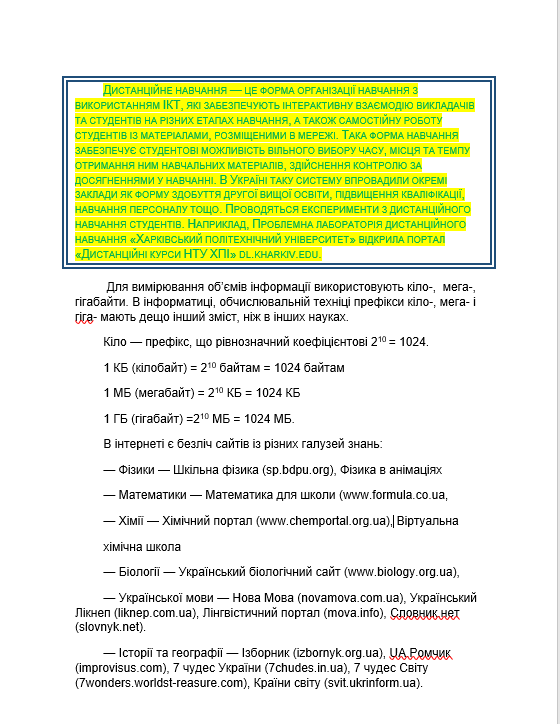 Дистанційне навчання — це форма організації навчання з
використанням ІКТ, які забезпечують інтерактивну взаємодію викладачів
та студентів на різних етапах навчання, а також самостійну роботу
студентів із матеріалами, розміщеними в мережі. Така форма навчання
забезпечує студентові можливість вільного вибору часу, місця та темпу
отримання ним навчальних матеріалів, здійснення контролю за
досягненнями у навчанні. В Україні таку систему впровадили окремі
заклади як форму здобуття другої вищої освіти, підвищення кваліфікації,
навчання персоналу тощо. Проводяться експерименти з дистанційного
навчання студентів. Наприклад, Проблемна лабораторія дистанційного
навчання «Харківський політехнічний університет» відкрила портал
«Дистанційні курси НТУ ХПІ» dl.kharkiv.edu.
Для вимірювання об’ємів інформації використовують кіло-, мега-,
гігабайти. В інформатиці, обчислювальній техніці префікси кіло-, мега- і
гіга- мають дещо інший зміст, ніж в інших науках.
Кіло — префікс, що рівнозначний коефіцієнтові 2¹⁰ = 1024.
1 КБ (кілобайт) = 2¹⁰ байтам = 1024 байтам
1 МБ (мегабайт) = 2¹⁰ КБ = 1024 КБ
1 ГБ (гігабайт) =2¹⁰ МБ = 1024 МБ.
В інтернеті є безліч сайтів із різних галузей знань:
— Фізики — Шкільна фізика (sp.bdpu.org), Фізика в анімаціях
— Математики — Математика для школи (www.formula.co.ua,
— Хімії — Хімічний портал (www.chemportal.org.ua), Віртуальна
хімічна школа
— Біології — Український біологічний сайт (www.biology.org.ua),
— Української мови — Нова Мова (novamova.com.ua), Український
Лікнеп (liknep.com.ua), Лінгвістичний портал (mova.info), Словник.нет
(slovnyk.net).
— Історії та географії — Ізборник (izbornyk.org.ua), UA Ромчик
(improvisus.com), 7 чудес України (7chudes.in.ua), 7 чудес Світу
(7wonders.worldst-reasure.com), Країни світу (svit.ukrinform.ua).